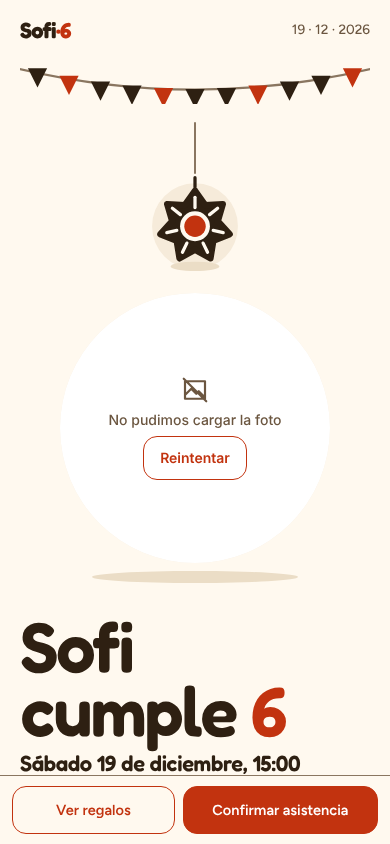 Sofi·6
19 · 12 · 2026
No pudimos cargar la foto
Reintentar
Sofi
cumple 6
Sábado 19 de diciembre, 15:00
Ver regalos
Confirmar asistencia